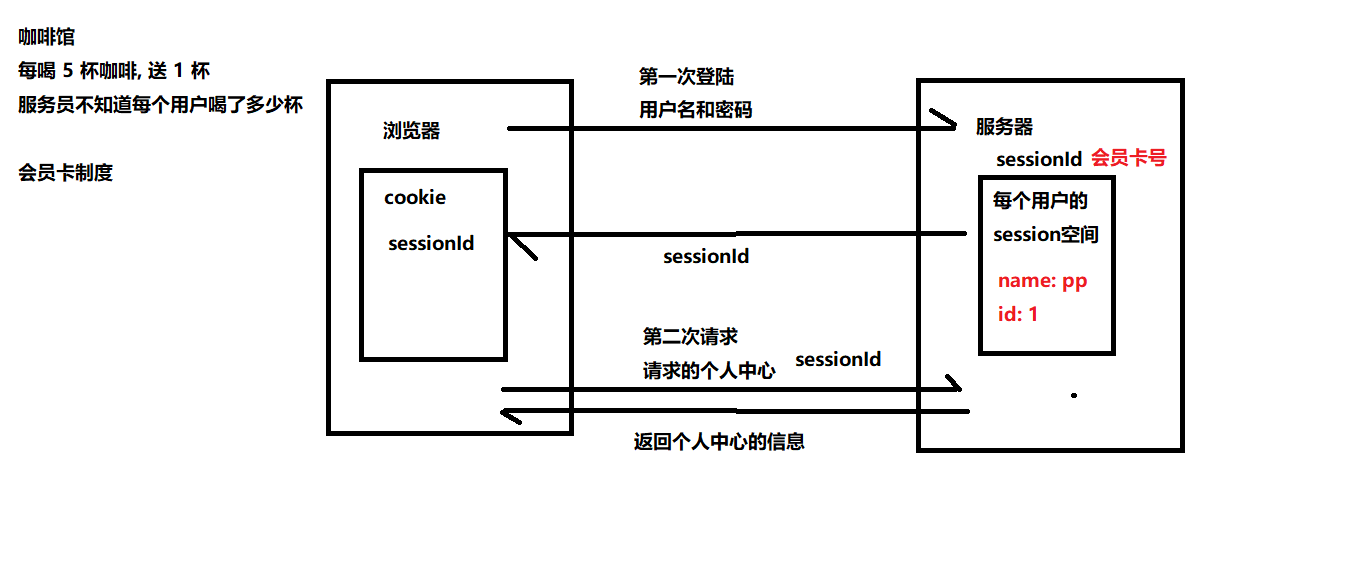 咖啡馆
每喝 5 杯咖啡, 送 1 杯
服务员不知道每个用户喝了多少杯
会员卡制度
浏览器
cookie
sessionId
第一次登陆
用户名和密码
sessionId
第二次请求
请求的个人中心
sessionId
返回个人中心的信息
服务器
sessionId 会员卡号
每个用户的
session空间
name: pp
id: 1